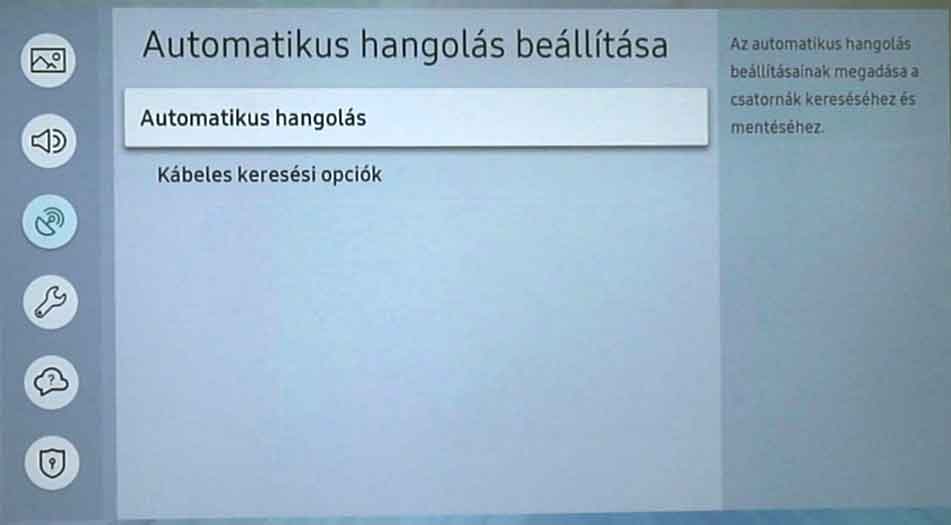 Automatikus hangolás beállítása
Automatikus hangolás
Kábeles keresési opciók
Az automatikus hangolás
beállításainak megadása a
csatornák kereséséhez és
mentéséhez.